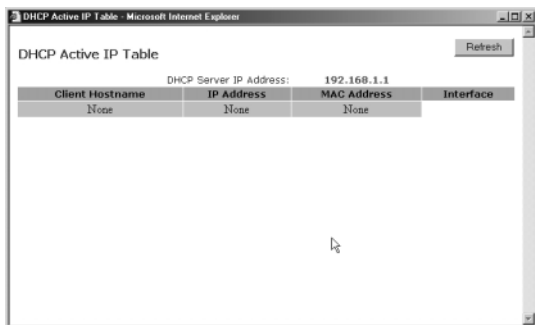 DHCP Active IP Table - Microsoft Internet Explorer
DHCP Active IP Table
Refresh
DHCP Server IP Address: 192.168.1.1
Client Hostname IP Address MAC Address Interface
None None None